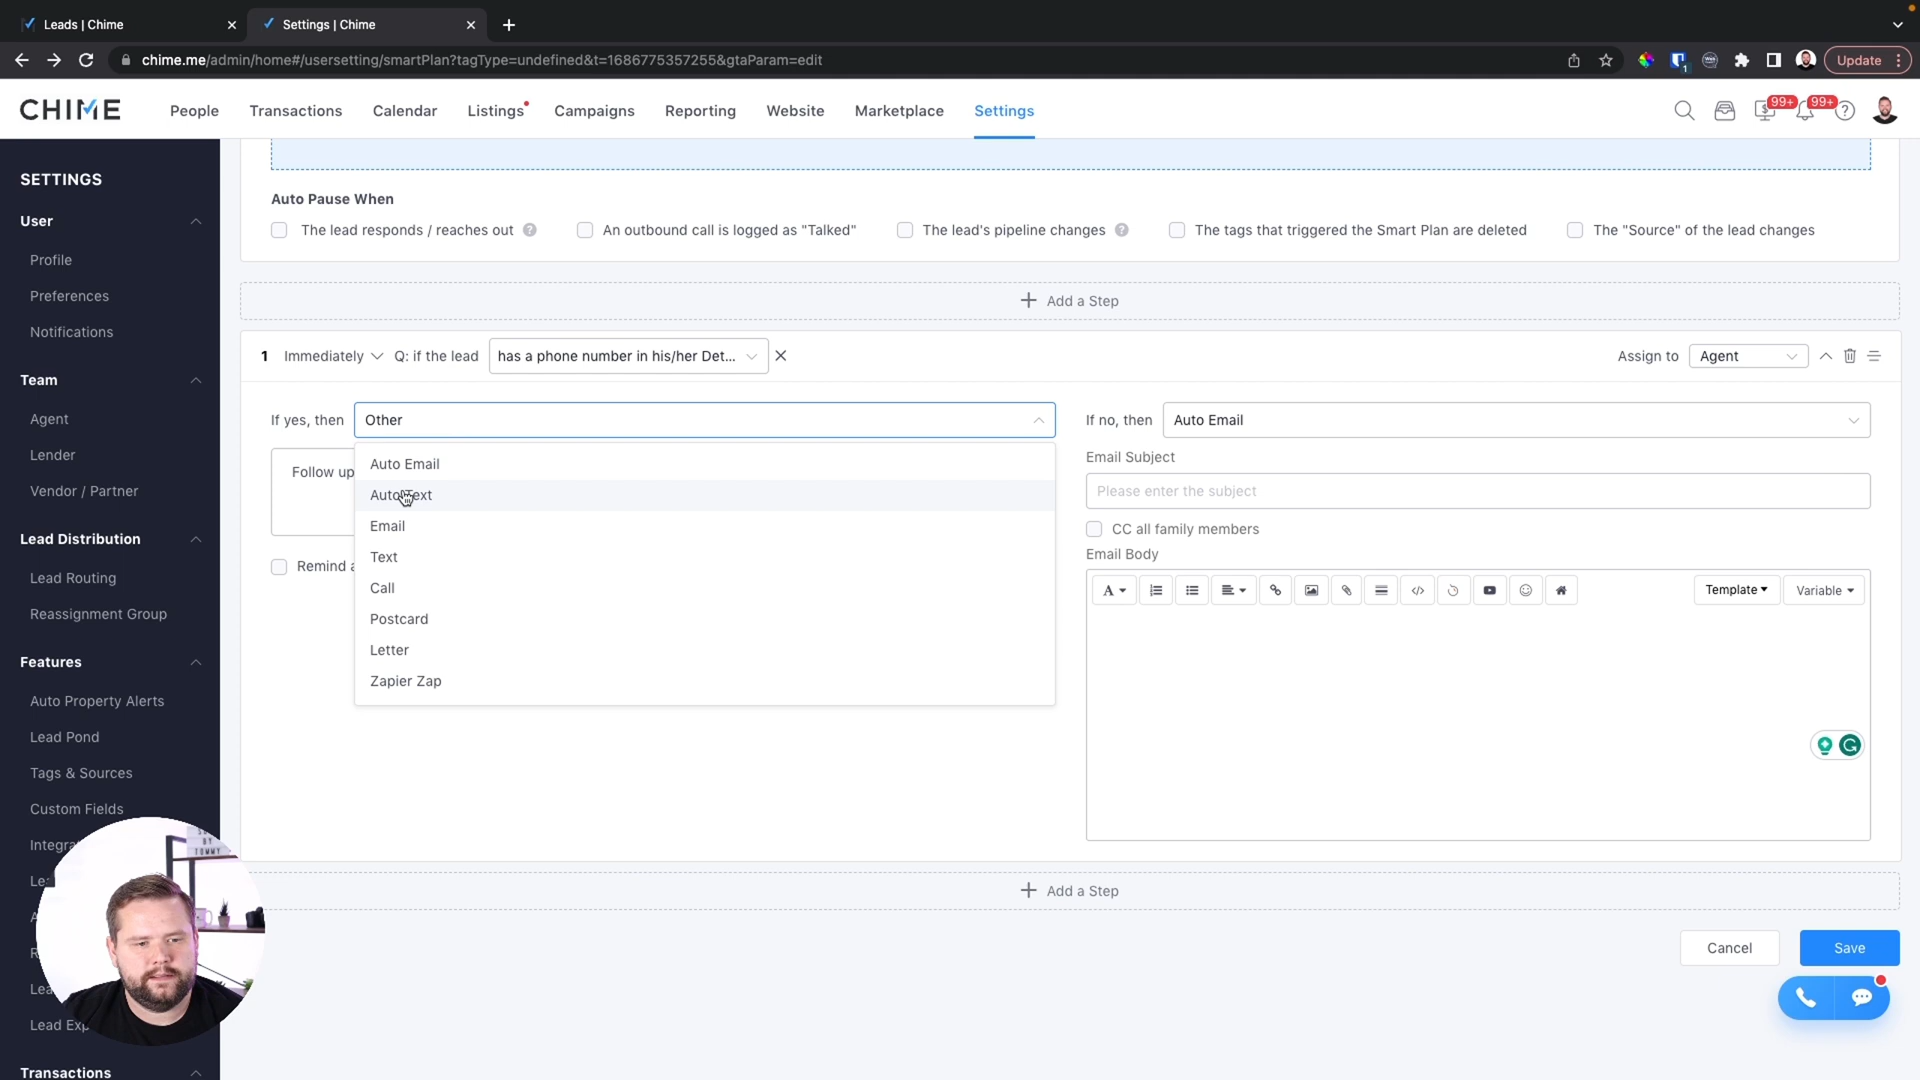 Leads | Chime
Settings | Chime
chime.me/admin/home#/usersetting/smartPlan?tagType=undefined&t=1686775357255&gtaParam=edit
1
Update
CHIME
People
Transactions
Calendar
Listings
Campaigns
Reporting
Website
Marketplace
Settings
99+
99+
SETTINGS
User
Profile
Preferences
Notifications
Team
Agent
Lender
Vendor / Partner
Lead Distribution
Lead Routing
Reassignment Group
Features
Auto Property Alerts
Lead Pond
Tags & Sources
Custom Fields
Transactions
Auto Pause When
The lead responds / reaches out
An outbound call is logged as "Talked"
The lead's pipeline changes
The tags that triggered the Smart Plan are deleted
The "Source" of the lead changes
Add a Step
1 Immediately Q: if the lead has a phone number in his/her Det...
Assign to Agent
If yes, then Other
Auto Email
Auto Text
Email
Text
Call
Postcard
Letter
Zapier Zap
Follow up
Remind
If no, then Auto Email
Email Subject
Please enter the subject
CC all family members
Email Body
Template
Variable
Add a Step
Cancel
Save